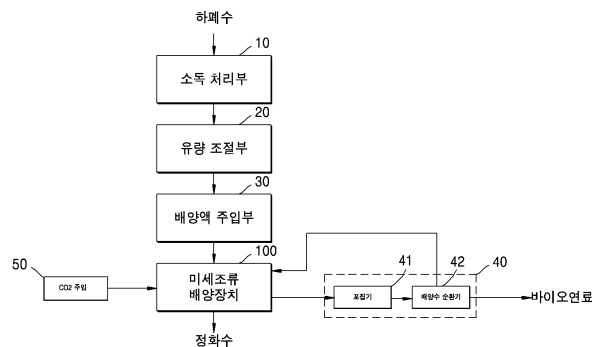 하폐수
10
소독 처리부
20
유량 조절부
30
배양액 주입부
100
50
CO2 주입
미세조류
배양장치
41
42
40
포집기
배양수 순환기
바이오연료
정화수